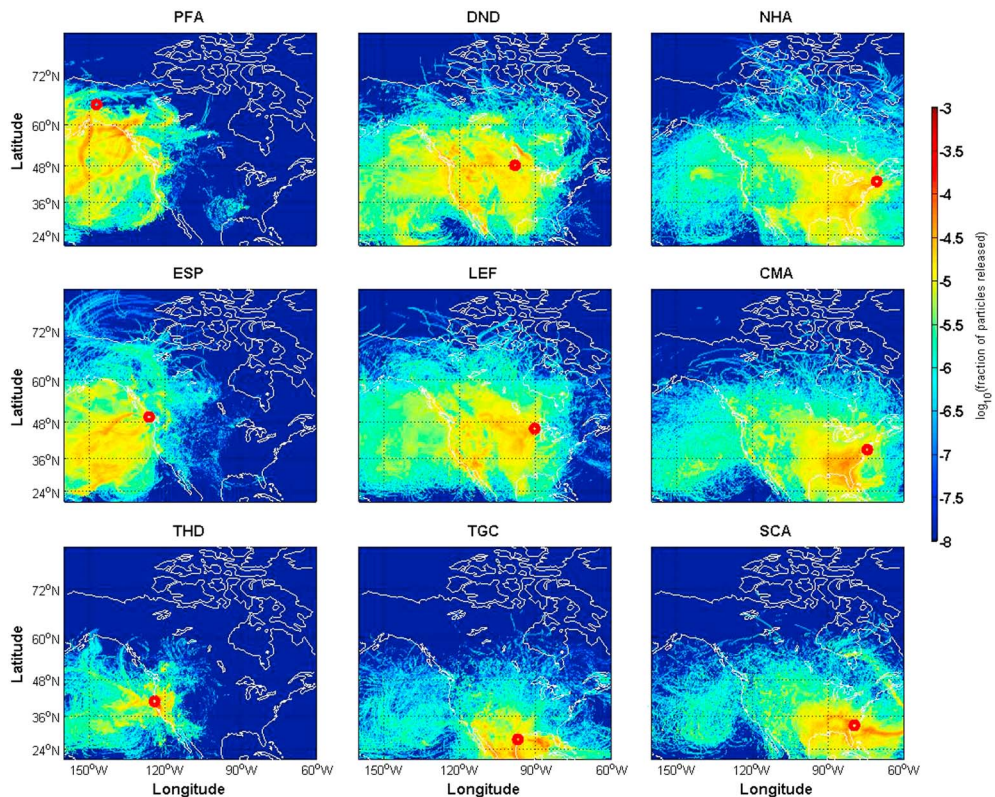 PFA DND NHA
Latitude
72°N
60°N
48°N
36°N
24°N
ESP LEF CMA
Latitude
72°N
60°N
48°N
36°N
24°N
THD TGC SCA
Latitude
72°N
60°N
48°N
36°N
24°N
150°W 120°W 90°W 60°W 150°W 120°W 90°W 60°W 150°W 120°W 90°W 60°W
Longitude Longitude Longitude
-3
-3.5
-4
-4.5
-5
-5.5
-6
-6.5
-7
-7.5
-8
log10(fraction of particles released)